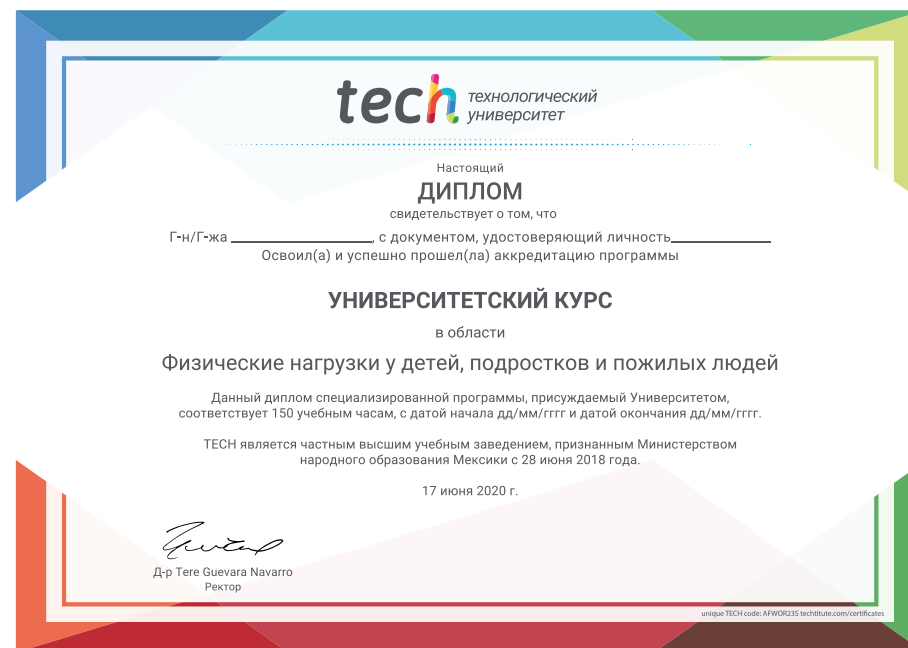 tech технологический
университет
Настоящий
ДИПЛОМ
свидетельствует о том, что
Г-н/Г-жа , с документом, удостоверяющий личность
Освоил(а) и успешно прошел(ла) аккредитацию программы
УНИВЕРСИТЕТСКИЙ КУРС
в области
Физические нагрузки у детей, подростков и пожилых людей
Данный диплом специализированной программы, присуждаемый Университетом,
соответствует 150 учебным часам, с датой начала дд/мм/гггг и датой окончания дд/мм/гггг.
TECH является частным высшим учебным заведением, признанным Министерством
народного образования Мексики с 28 июня 2018 года.
17 июня 2020 г.
Д-р Tere Guevara Navarro
Ректор
unique TECH code: AFWOR23S techtitute.com/certificates